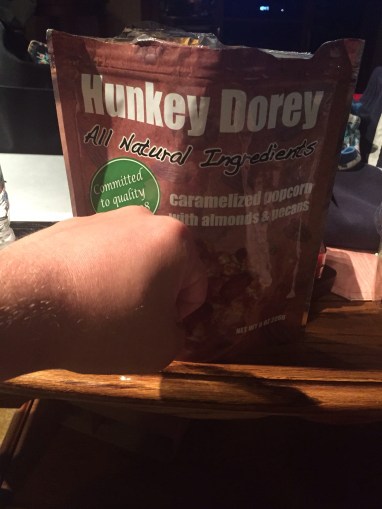 Hunkey Dorey
All Natural Ingredients
Committed
to quality
caramelized popcorn
with almonds & pecans